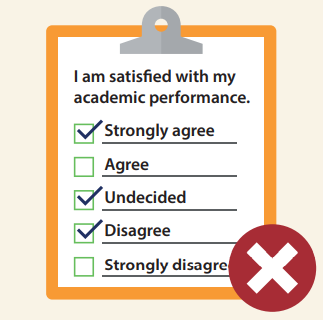 I am satisfied with my
academic performance.
Strongly agree
Agree
Undecided
Disagree
Strongly disagre